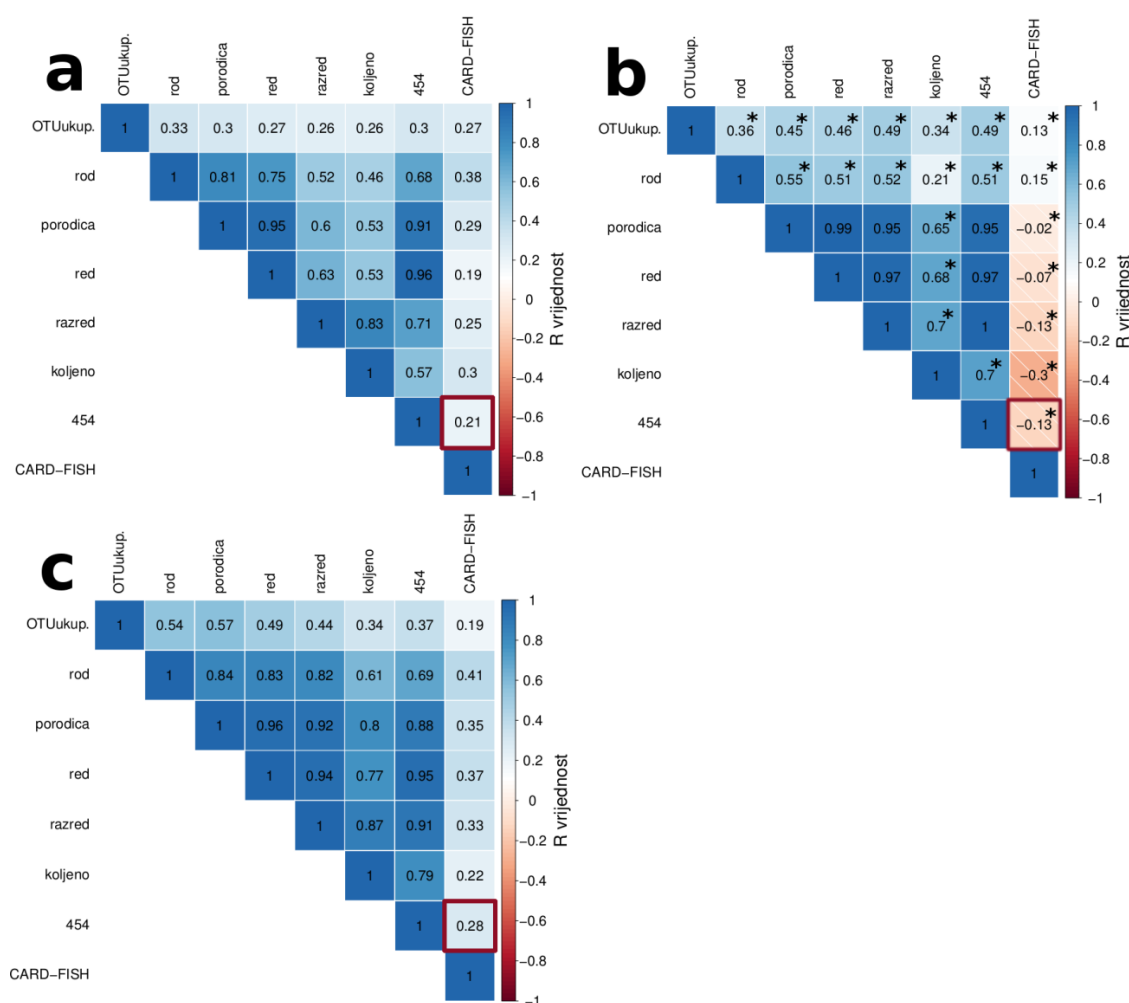 a
OTUukup. rod porodica red razred koljeno 454 CARD−FISH
OTUukup. 1 0.33 0.3 0.27 0.26 0.26 0.3 0.27
rod 1 0.81 0.75 0.52 0.46 0.68 0.38
porodica 1 0.95 0.6 0.53 0.91 0.29
red 1 0.63 0.53 0.96 0.19
razred 1 0.83 0.71 0.25
koljeno 1 0.57 0.3
454 1 0.21
CARD−FISH 1
1
0.8
0.6
0.4
0.2
0
−0.2
−0.4
−0.6
−0.8
−1
R vrijednost
b
OTUukup. rod porodica red razred koljeno 454 CARD−FISH
OTUukup. 1 0.36* 0.45* 0.46* 0.49* 0.34* 0.49* 0.13*
rod 1 0.55* 0.51* 0.52* 0.21* 0.51* 0.15*
porodica 1 0.99 0.95 0.65* 0.95 −0.02*
red 1 0.97 0.68* 0.97 −0.07*
razred 1 0.7* 1 −0.13*
koljeno 1 0.7* −0.3*
454 1 −0.13*
CARD−FISH 1
1
0.8
0.6
0.4
0.2
0
−0.2
−0.4
−0.6
−0.8
−1
R vrijednost
c
OTUukup. rod porodica red razred koljeno 454 CARD−FISH
OTUukup. 1 0.54 0.57 0.49 0.44 0.34 0.37 0.19
rod 1 0.84 0.83 0.82 0.61 0.69 0.41
porodica 1 0.96 0.92 0.8 0.88 0.35
red 1 0.94 0.77 0.95 0.37
razred 1 0.87 0.91 0.33
koljeno 1 0.79 0.22
454 1 0.28
CARD−FISH 1
1
0.8
0.6
0.4
0.2
0
−0.2
−0.4
−0.6
−0.8
−1
R vrijednost